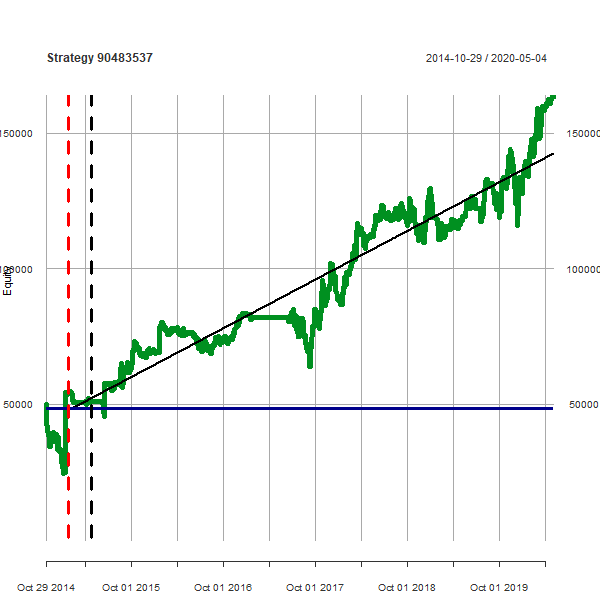 Strategy 90483537
2014-10-29 / 2020-05-04
150000
150000
100000
100000
Equity
50000
50000
Oct 29 2014
Oct 01 2015
Oct 01 2016
Oct 01 2017
Oct 01 2018
Oct 01 2019